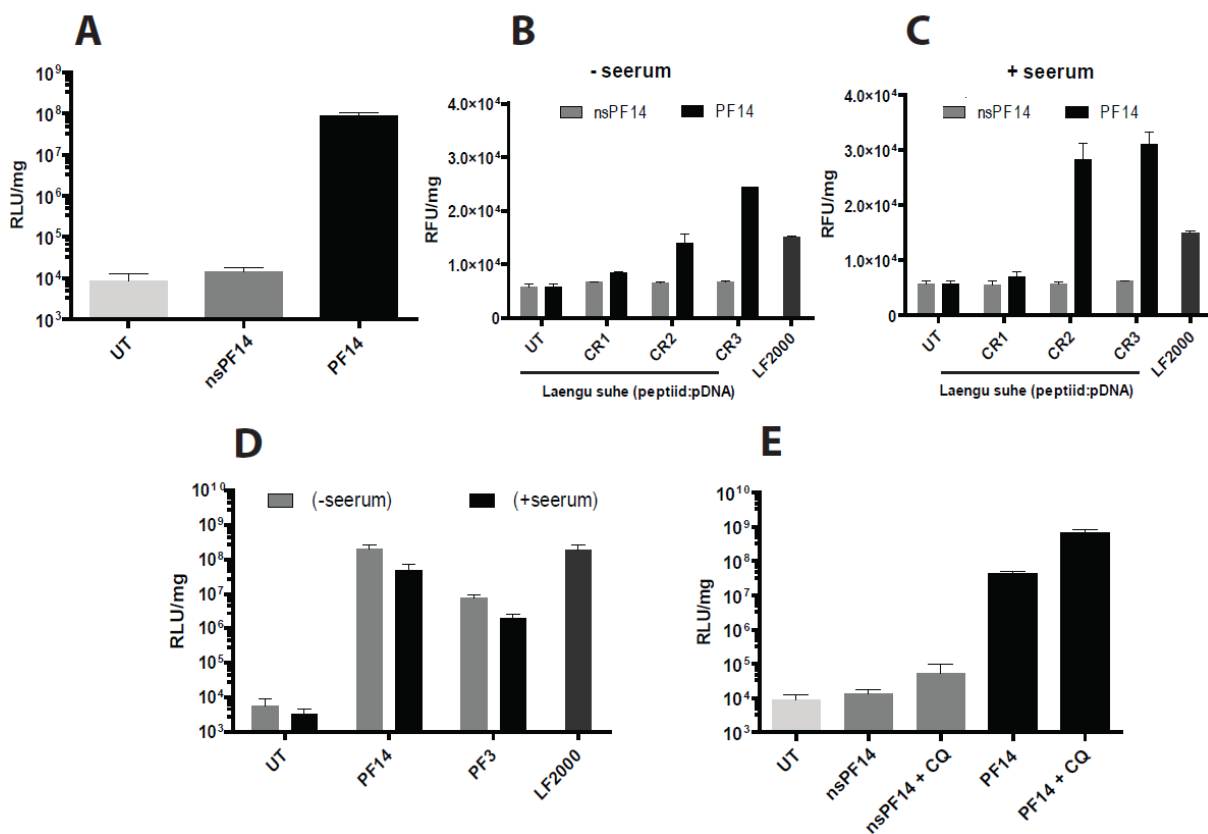 A
RLU/mg
10⁹
10⁸
10⁷
10⁶
10⁵
10⁴
10³
UT
nsPF14
PF14
B
- seerum
nsPF14 PF14
RFU/mg
4.0×10⁴
3.0×10⁴
2.0×10⁴
1.0×10⁴
0
UT
CR1
CR2
CR3
LF2000
Laengu suhe (peptiid:pDNA)
C
+ seerum
nsPF14 PF14
RFU/mg
4.0×10⁴
3.0×10⁴
2.0×10⁴
1.0×10⁴
0
UT
CR1
CR2
CR3
LF2000
Laengu suhe (peptiid:pDNA)
D
(-seerum) (+seerum)
RLU/mg
10¹⁰
10⁹
10⁸
10⁷
10⁶
10⁵
10⁴
10³
UT
PF14
PF3
LF2000
E
RLU/mg
10¹⁰
10⁹
10⁸
10⁷
10⁶
10⁵
10⁴
10³
UT
nsPF14
nsPF14 + CQ
PF14
PF14 + CQ